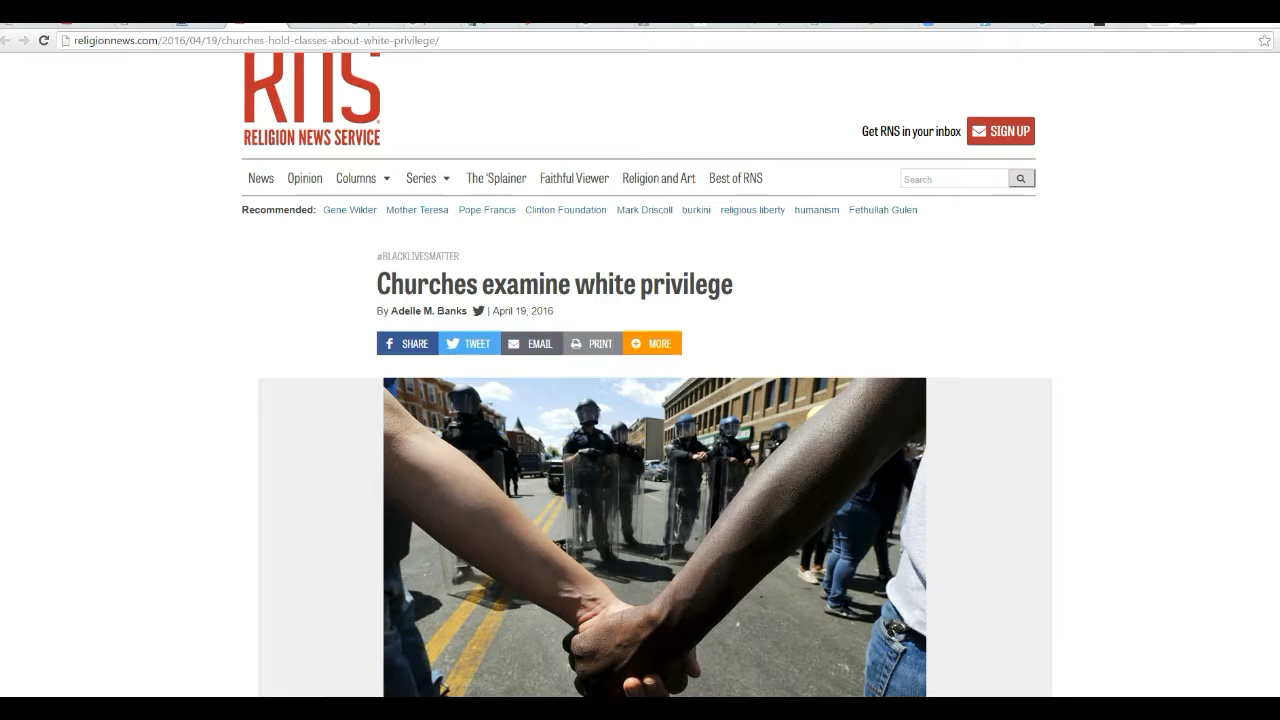 religionnews.com/2016/04/19/churches-hold-classes-about-white-privilege/
RNS
RELIGION NEWS SERVICE
Get RNS in your inbox SIGN UP
News Opinion Columns Series The 'Splainer Faithful Viewer Religion and Art Best of RNS Search
Recommended: Gene Wilder Mother Teresa Pope Francis Clinton Foundation Mark Driscoll burkini religious liberty humanism Fethullah Gulen
#BLACKLIVESMATTER
Churches examine white privilege
By Adelle M. Banks | April 19, 2016
SHARE TWEET EMAIL PRINT MORE